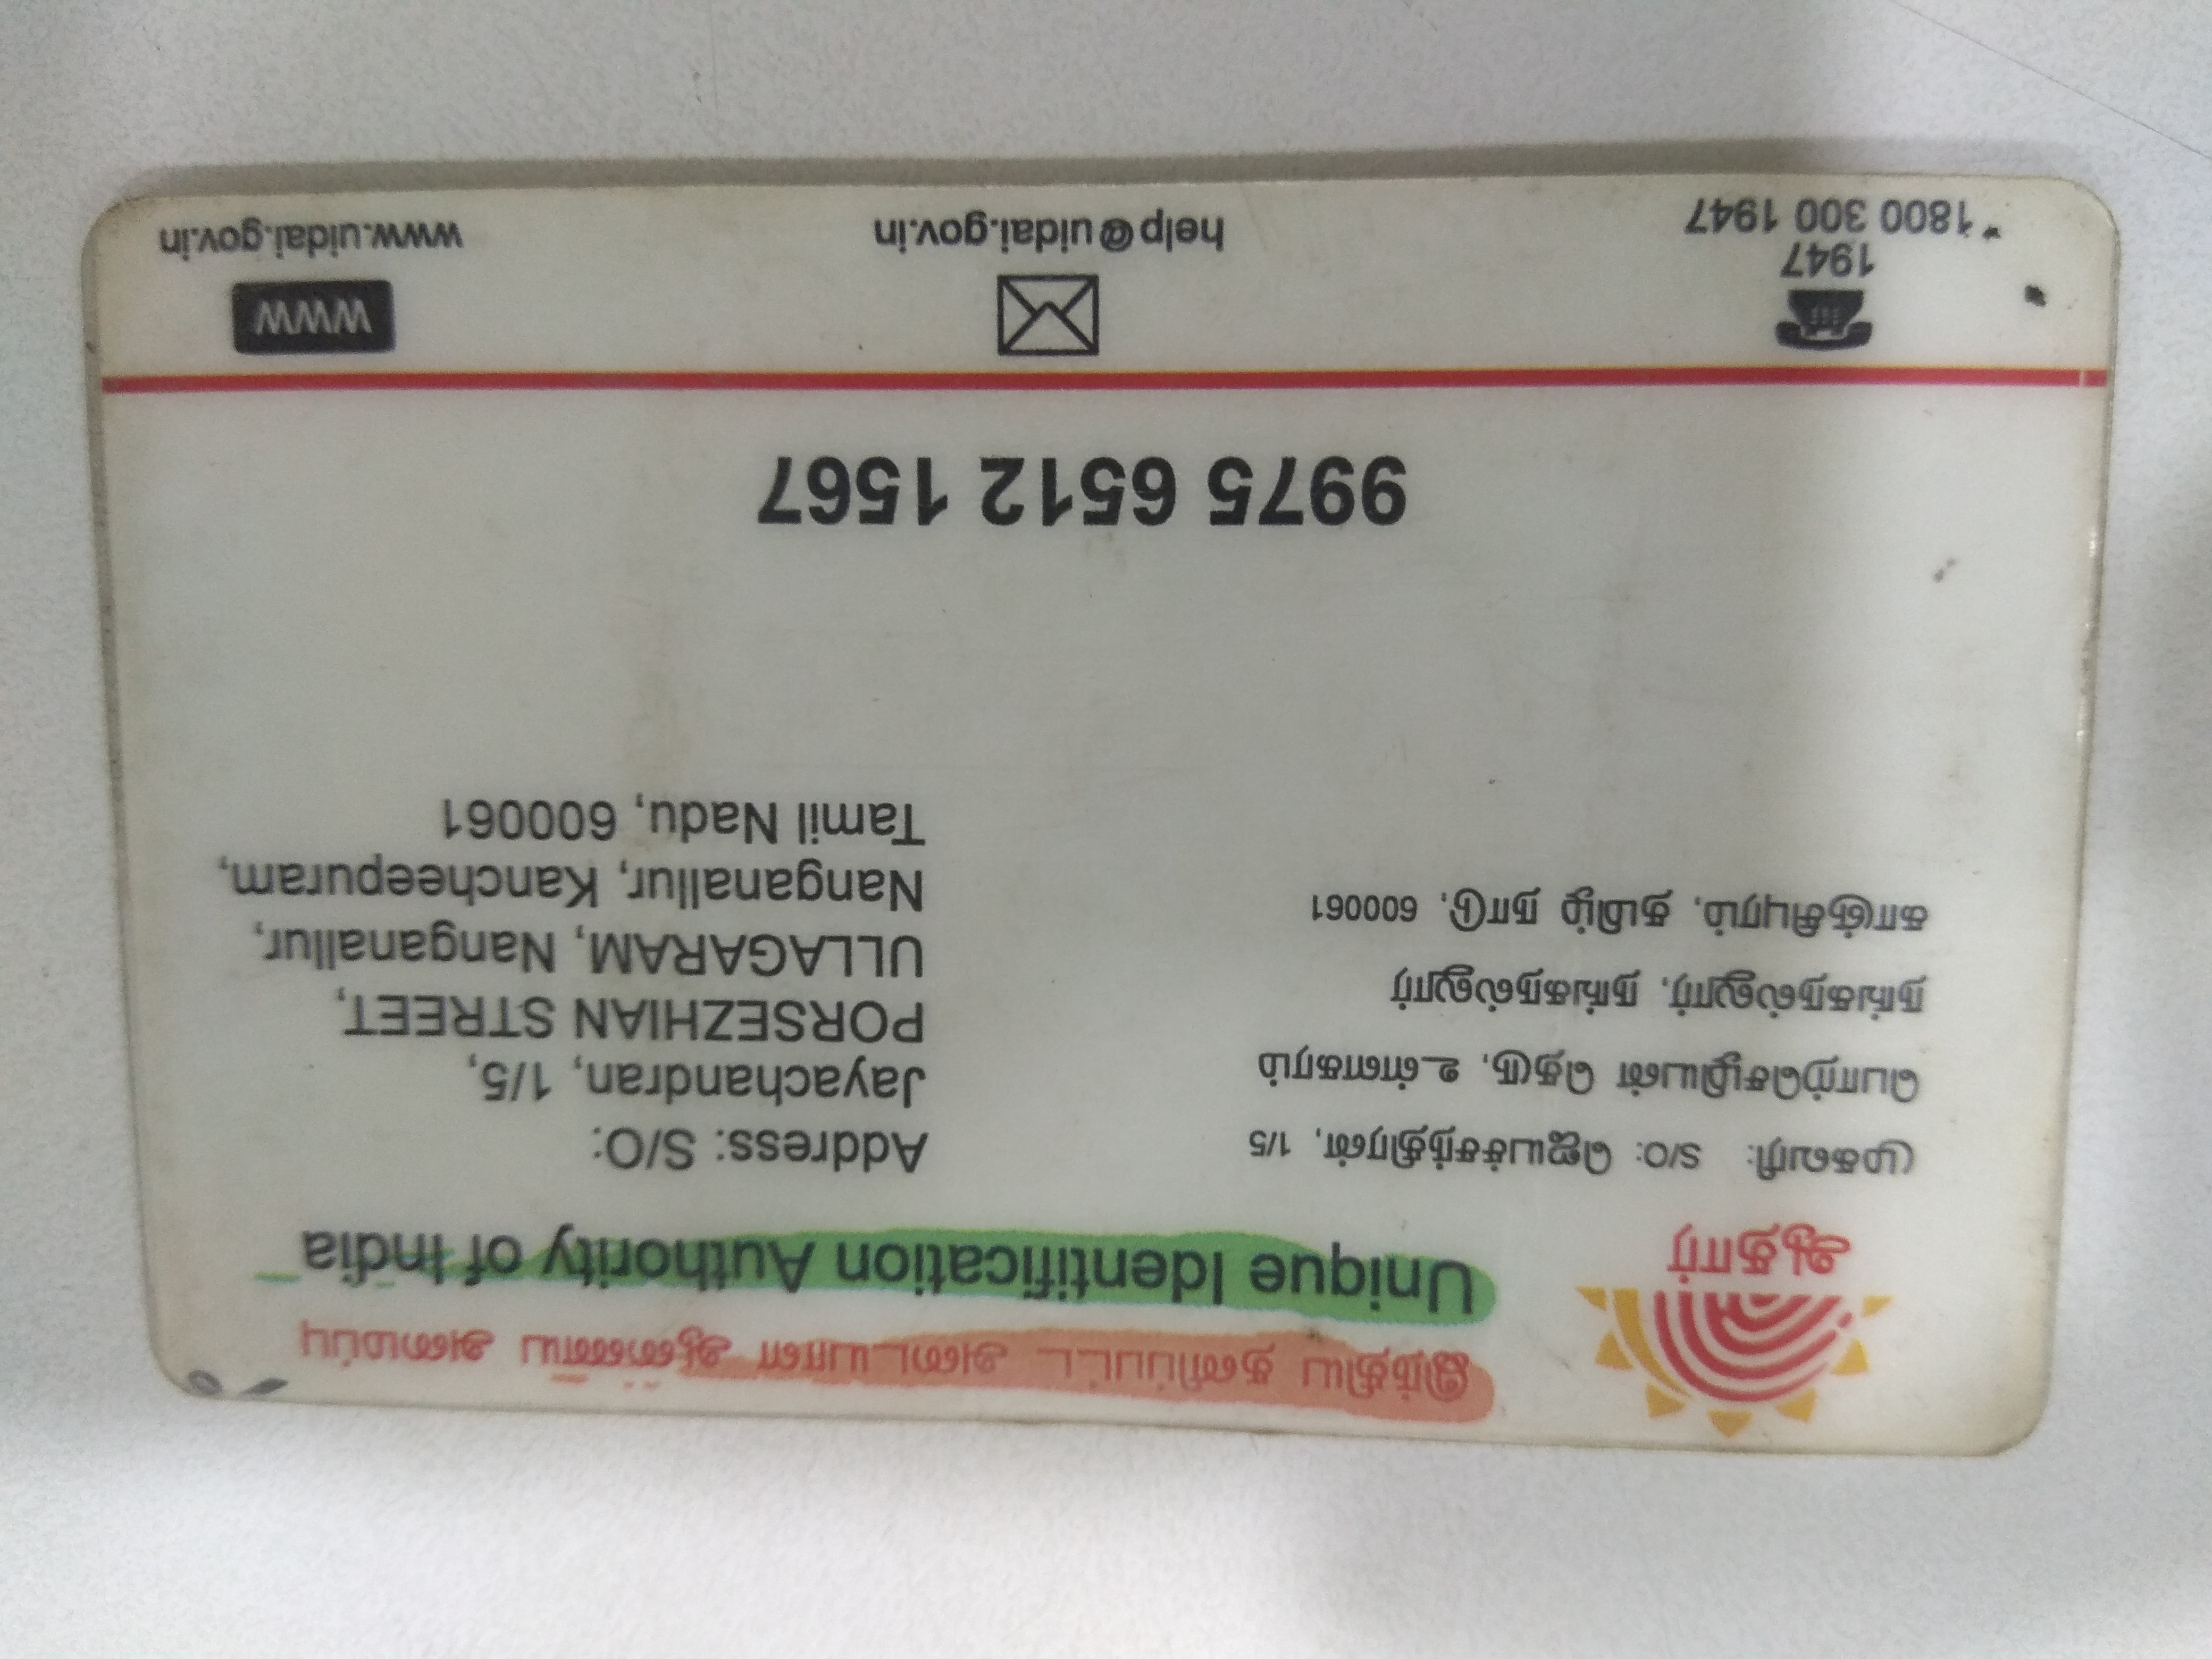 இந்திய தனிப்பட்ட அடையாள ஆணைய அமைப்பு
Unique Identification Authority of India
ஆதார்
முகவரி: S/O: ஜெயச்சந்திரன், 1/5
பொற்செழியன் தெரு, உள்ளகரம்
நங்கநல்லூர், நங்கநல்லூர்
காஞ்சிபுரம், தமிழ் நாடு, 600061
Address: S/O:
Jayachandran, 1/5,
PORSEZHIAN STREET,
ULLAGARAM, Nanganallur,
Nanganallur, Kancheepuram,
Tamil Nadu, 600061
9975 6512 1567
1947
1800 300 1947
help@uidai.gov.in
WWW
www.uidai.gov.in